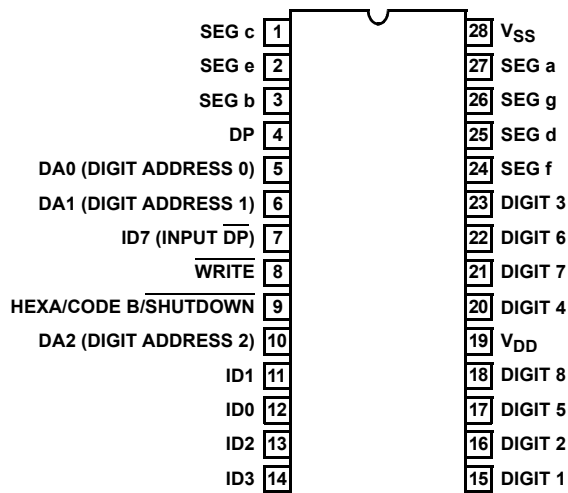 SEG c 1 28 VSS
SEG e 2 27 SEG a
SEG b 3 26 SEG g
DP 4 25 SEG d
DA0 (DIGIT ADDRESS 0) 5 24 SEG f
DA1 (DIGIT ADDRESS 1) 6 23 DIGIT 3
ID7 (INPUT DP) 7 22 DIGIT 6
WRITE 8 21 DIGIT 7
HEXA/CODE B/SHUTDOWN 9 20 DIGIT 4
DA2 (DIGIT ADDRESS 2) 10 19 VDD
ID1 11 18 DIGIT 8
ID0 12 17 DIGIT 5
ID2 13 16 DIGIT 2
ID3 14 15 DIGIT 1